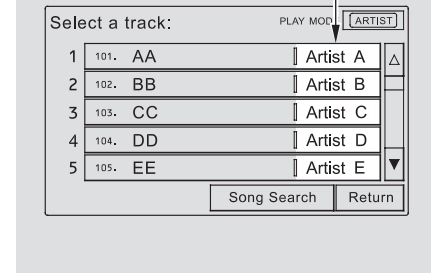 Select a track: PLAY MOD ARTIST
1 101. AA Artist A
2 102. BB Artist B
3 103. CC Artist C
4 104. DD Artist D
5 105. EE Artist E
Song Search Return